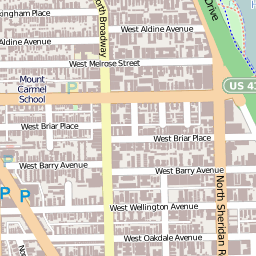 kingham Place
West Aldine Avenue
Aldine Avenue
North Broadway
Drive
West Melrose Street
Mount
Carmel
School
P
US 41
West Briar Place
West Briar Place
West Barry Avenue
West Barry Avenue
P P
West Wellington Avenue
North Sheridan R
West Oakdale Avenue